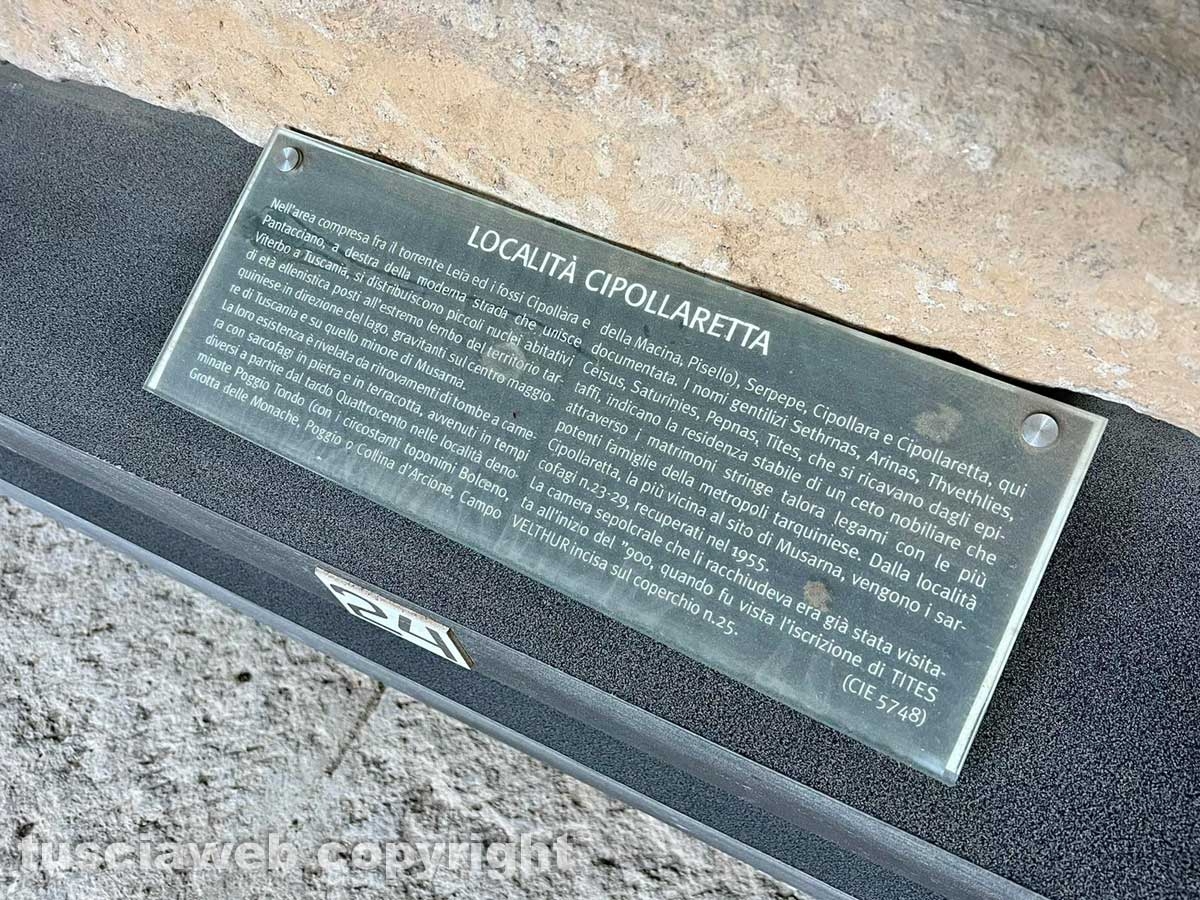 LOCALITÀ CIPOLLARETTA
Nell'area compresa fra il torrente Leia ed i fossi Cipollara e
Pantacciano, a destra della moderna strada che unisce
Viterbo a Tuscania, si distribuiscono piccoli nuclei abitativi
di età ellenistica posti all'estremo lembo del territorio tar-
quiniese in direzione del lago, gravitanti sul centro maggio-
re di Tuscania e su quello minore di Musarna.
La loro esistenza è rivelata da ritrovamenti di tombe a came-
ra con sarcofagi in pietra e in terracotta, avvenuti in tempi
diversi a partire dal tardo Quattrocento nelle località deno-
minate Poggio Tondo (con i circostanti toponimi Bolceno,
Grotta delle Monache, Poggio o Collina d'Arcione, Campo
della Macina, Pisello), Serpepe, Cipollara e Cipollaretta, qui
documentata. I nomi gentilizi Sethrnas, Arinas, Thvethlies,
Ceisus, Saturinies, Pepnas, Tites, che si ricavano dagli epi-
taffi, indicano la residenza stabile di un ceto nobiliare che
attraverso i matrimoni stringe talora legami con le più
potenti famiglie della metropoli tarquiniese. Dalla località
Cipollaretta, la più vicina al sito di Musarna, vengono i sar-
cofagi n.23-29, recuperati nel 1955.
La camera sepolcrale che li racchiudeva era già stata visita-
ta all'inizio del "900, quando fu vista l'iscrizione di TITES
VELTHUR incisa sul coperchio n.25.
(CIE 5748)
24
tusciaweb copyright